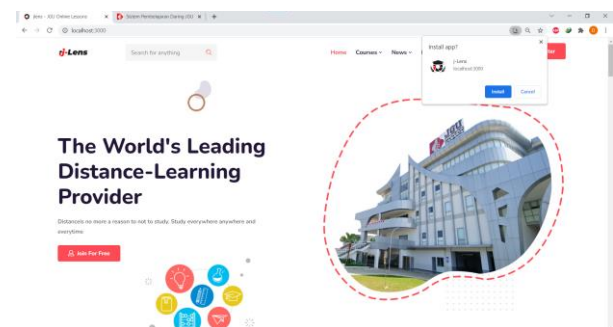 Jlens - JGU Online Lessons
Sistem Pembelajaran Daring JGU
localhost:3000
J-Lens
Search for anything
Home Courses News
Install app?
J-Lens
localhost:3000
Install Cancel
The World's Leading
Distance-Learning
Provider
Distanceis no more a reason to not to study. Study everywhere anywhere and
everytime
Join For Free
JGU